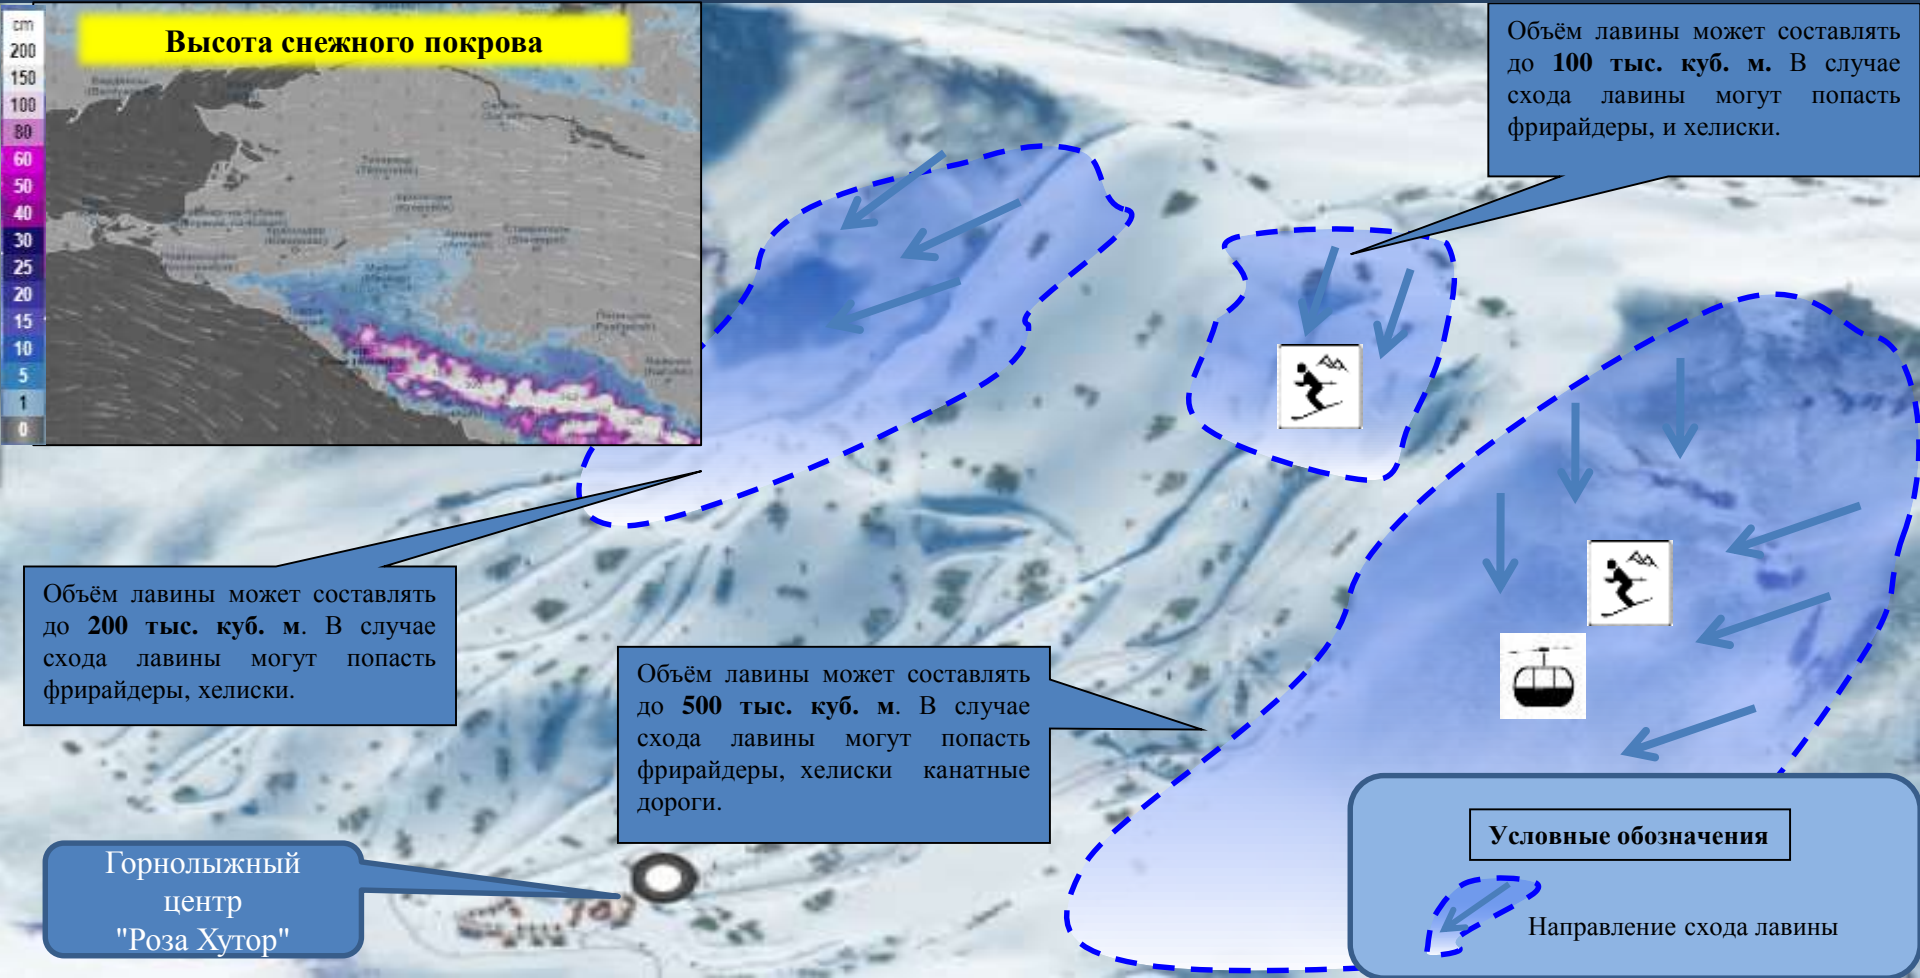 Высота снежного покрова
cm
200
150
100
80
60
50
40
30
25
20
15
10
5
1
0
Объём лавины может составлять
до 100 тыс. куб. м. В случае
схода лавины могут попасть
фрирайдеры, и хелиски.
Объём лавины может составлять
до 200 тыс. куб. м. В случае
схода лавины могут попасть
фрирайдеры, хелиски.
Объём лавины может составлять
до 500 тыс. куб. м. В случае
схода лавины могут попасть
фрирайдеры, хелиски канатные
дороги.
Горнолыжный
центр
"Роза Хутор"
Условные обозначения
Направление схода лавины